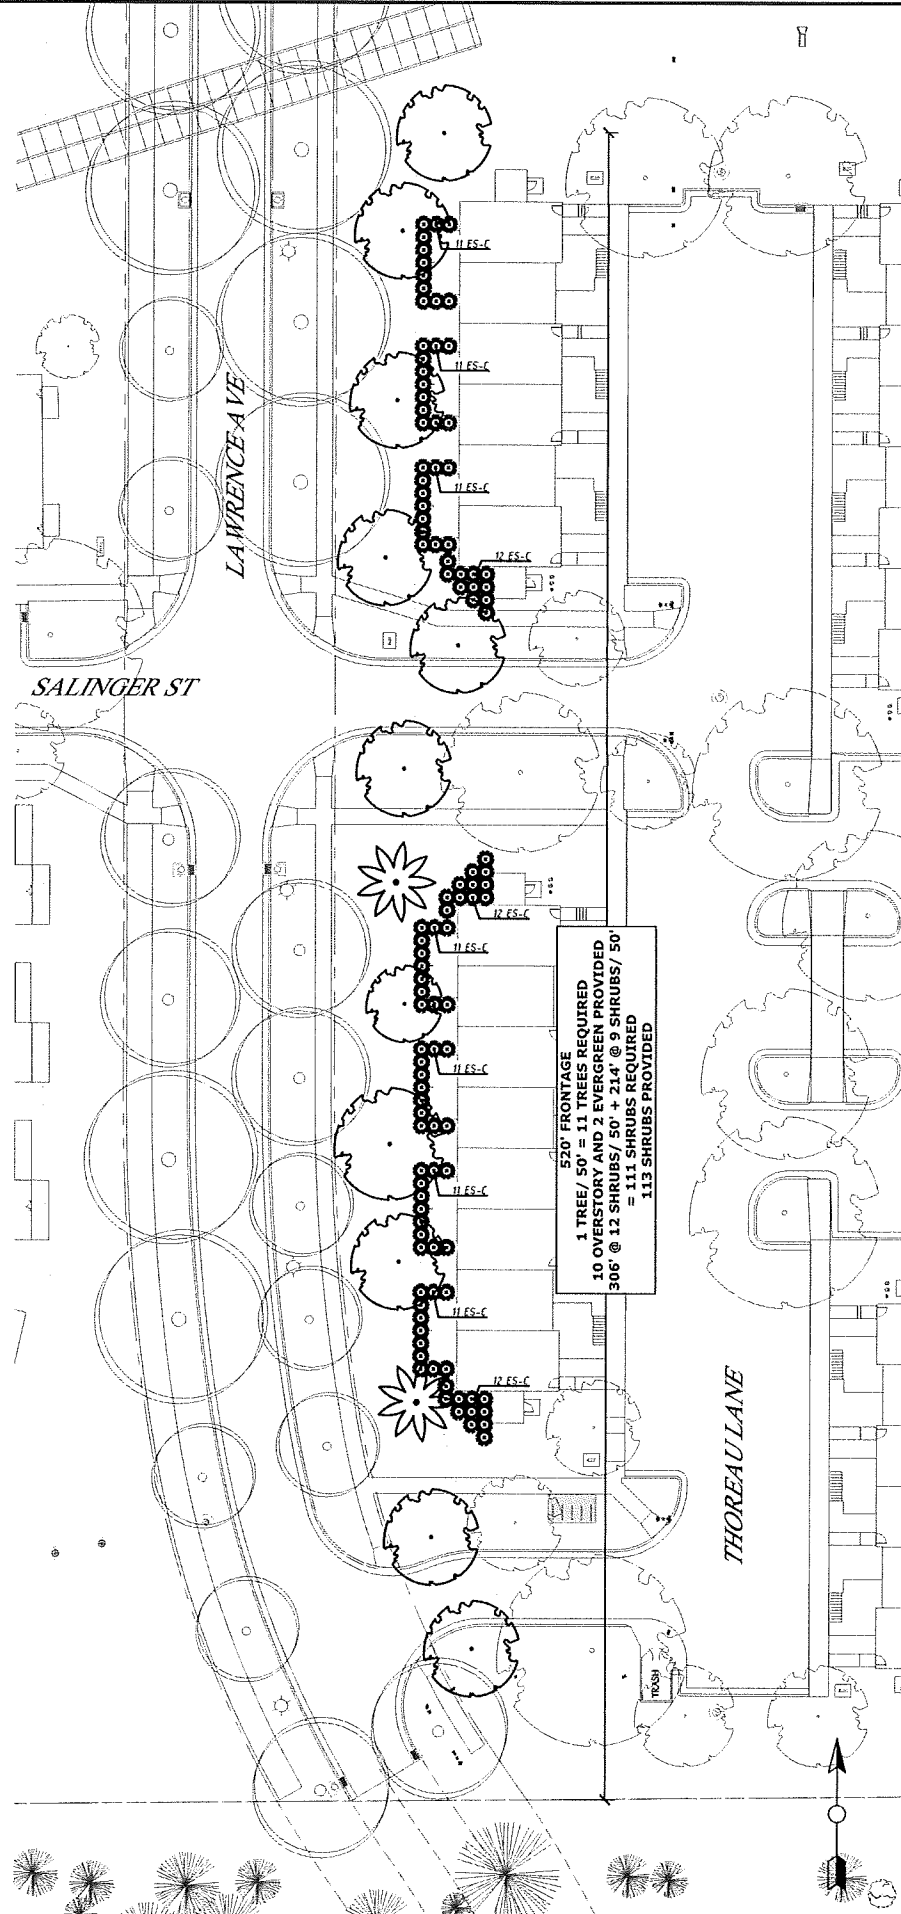 11 ES-C
11 ES-C
LAWRENCE AVE
11 ES-C
12 ES-C
SALINGER ST
12 ES-C
11 ES-C
520' FRONTAGE
1 TREE/ 50' = 11 TREES REQUIRED
10 OVERSTORY AND 2 EVERGREEN PROVIDED
306' @ 12 SHRUBS/ 50' + 214' @ 9 SHRUBS/ 50'
= 111 SHRUBS REQUIRED
113 SHRUBS PROVIDED
11 ES-C
11 ES-C
11 ES-C
12 ES-C
THOREAU LANE
TRASH